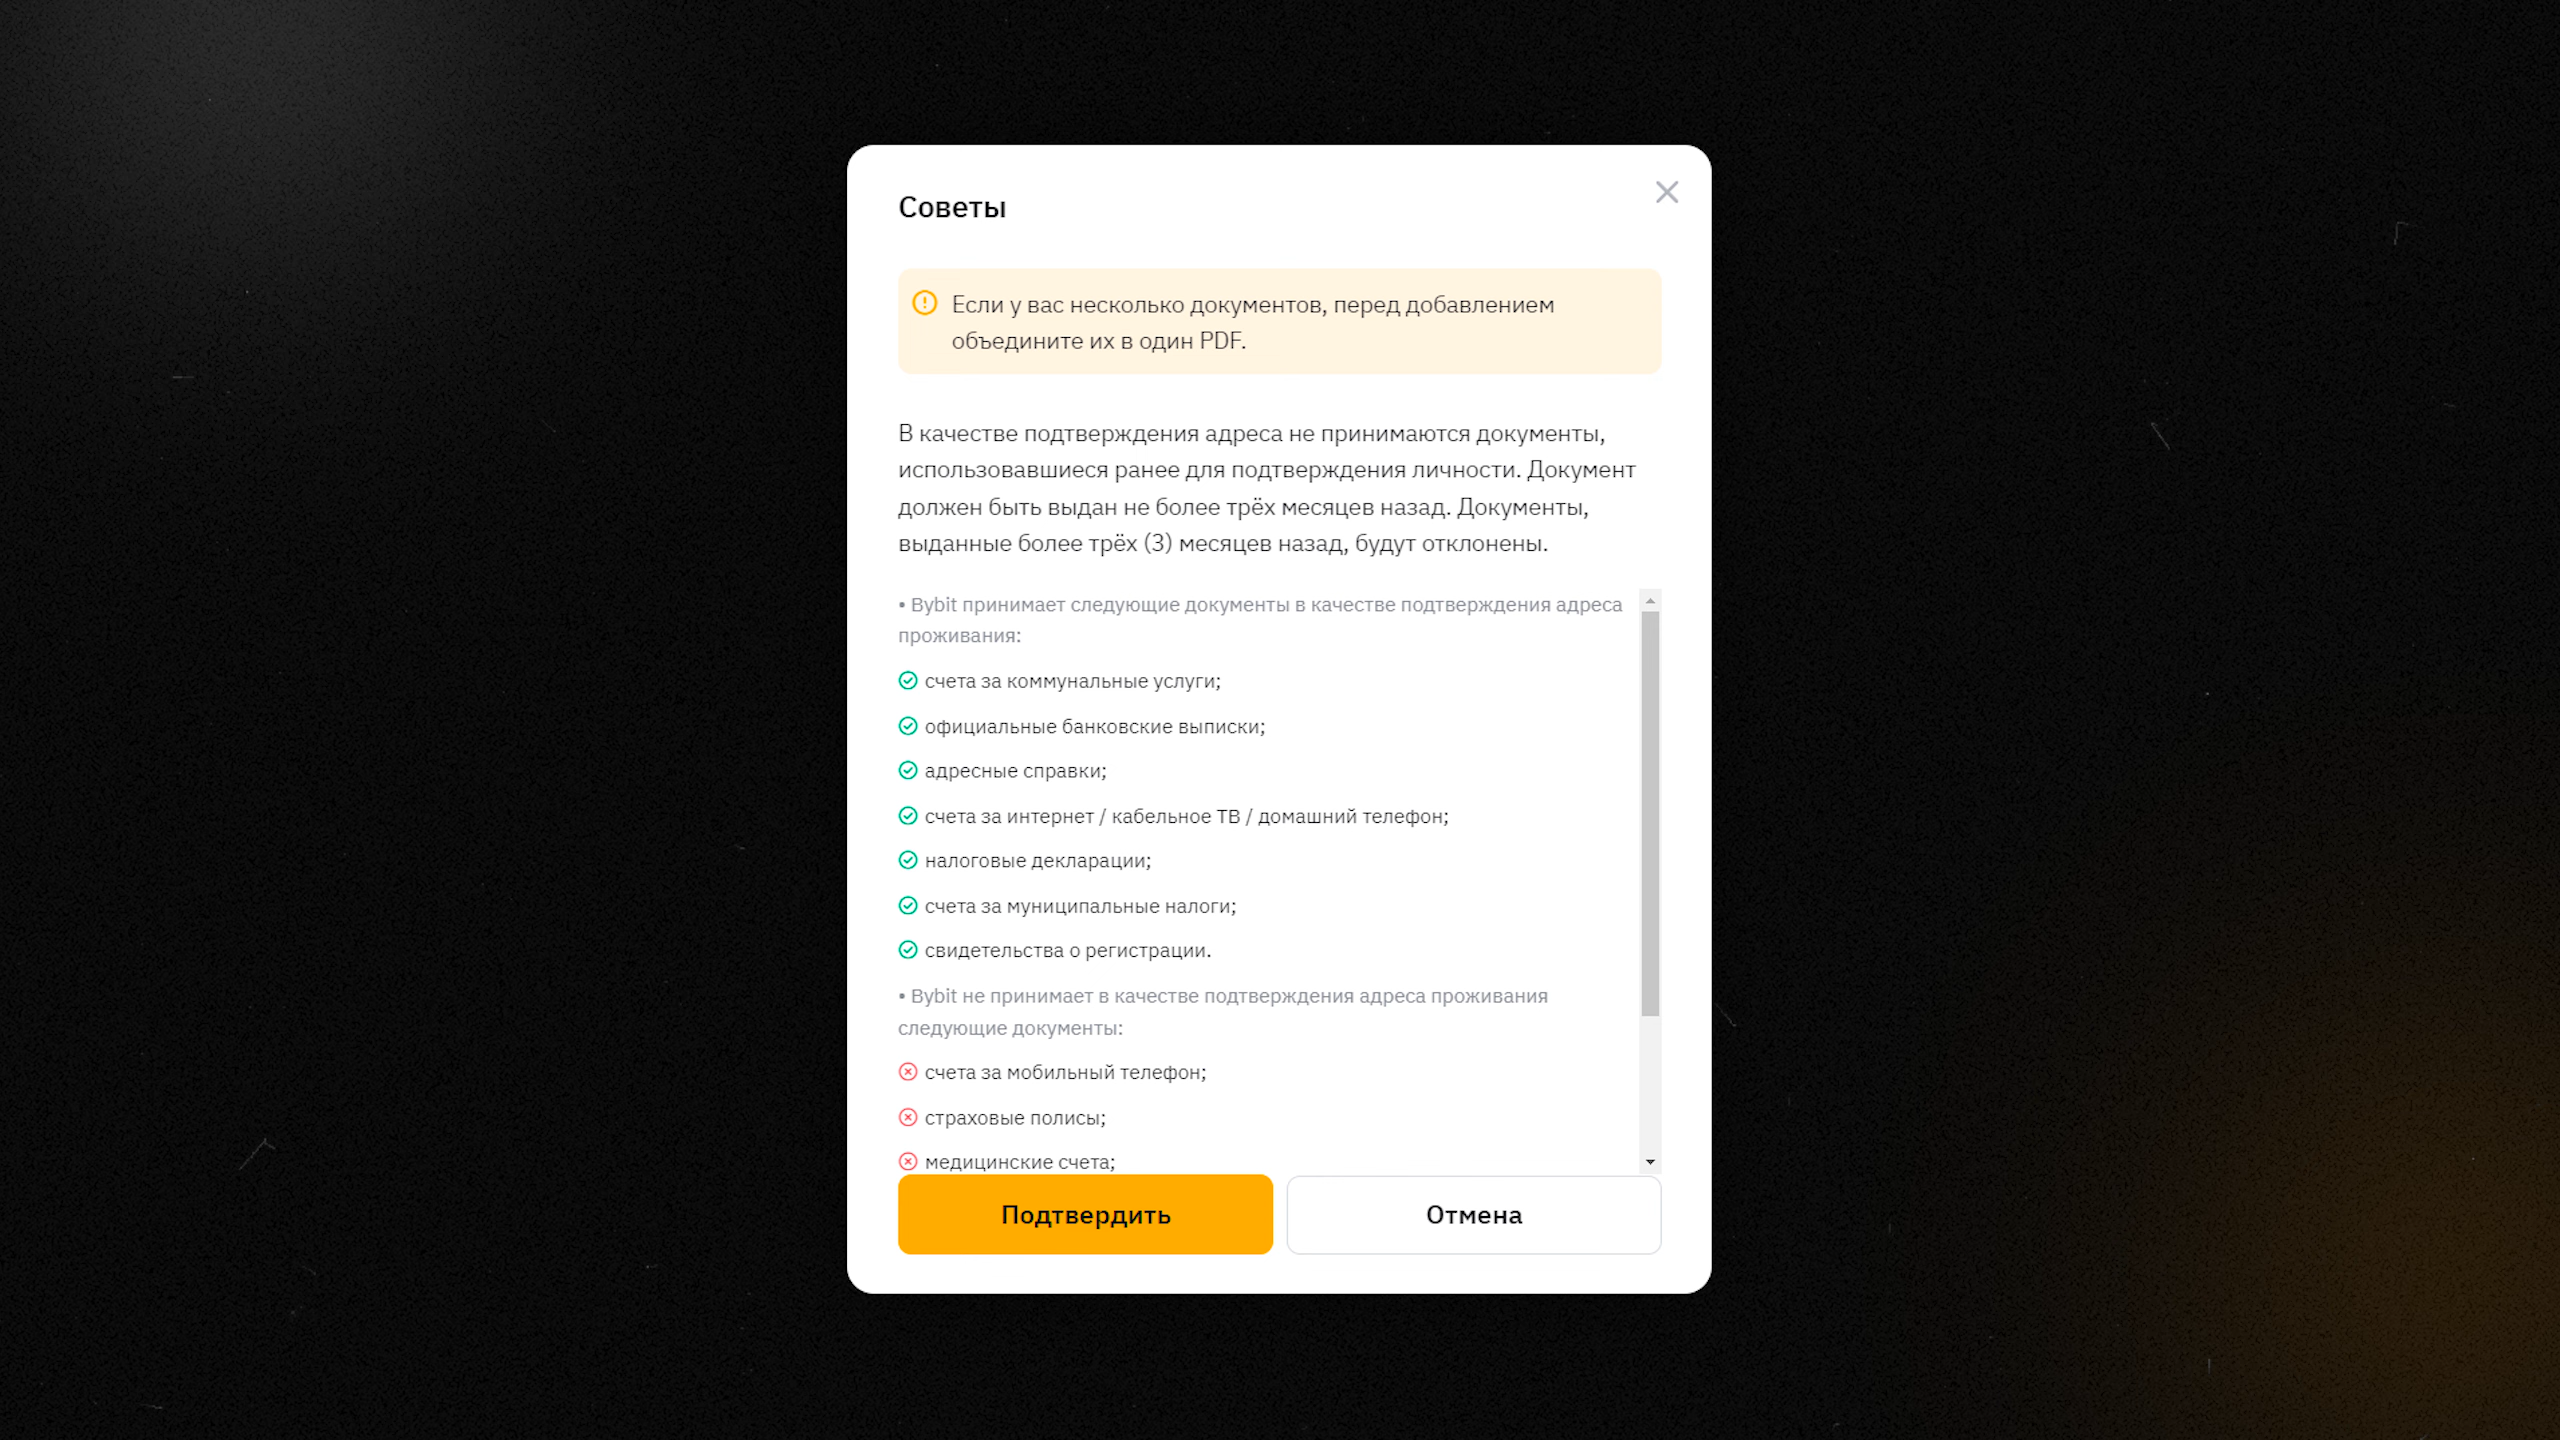 Советы
Если у вас несколько документов, перед добавлением
объедините их в один PDF.
В качестве подтверждения адреса не принимаются документы,
использовавшиеся ранее для подтверждения личности. Документ
должен быть выдан не более трёх месяцев назад. Документы,
выданные более трёх (3) месяцев назад, будут отклонены.
• Bybit принимает следующие документы в качестве подтверждения адреса
проживания:
счета за коммунальные услуги;
официальные банковские выписки;
адресные справки;
счета за интернет / кабельное ТВ / домашний телефон;
налоговые декларации;
счета за муниципальные налоги;
свидетельства о регистрации.
• Bybit не принимает в качестве подтверждения адреса проживания
следующие документы:
счета за мобильный телефон;
страховые полисы;
медицинские счета;
Подтвердить
Отмена